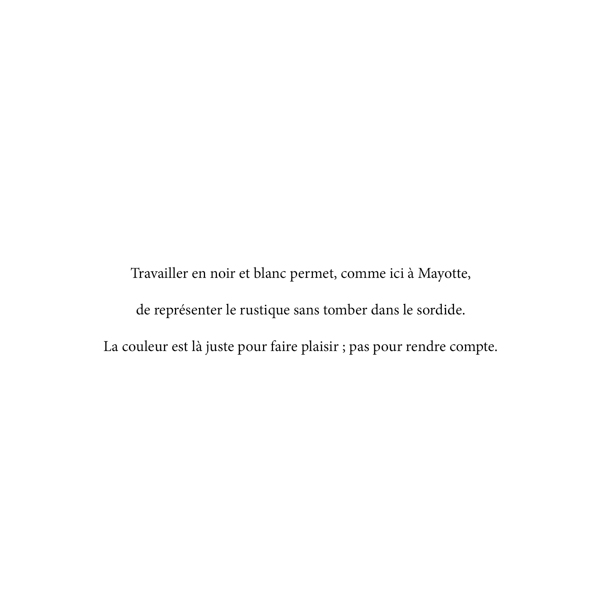 Travailler en noir et blanc permet, comme ici à Mayotte,
de représenter le rustique sans tomber dans le sordide.
La couleur est là juste pour faire plaisir ; pas pour rendre compte.